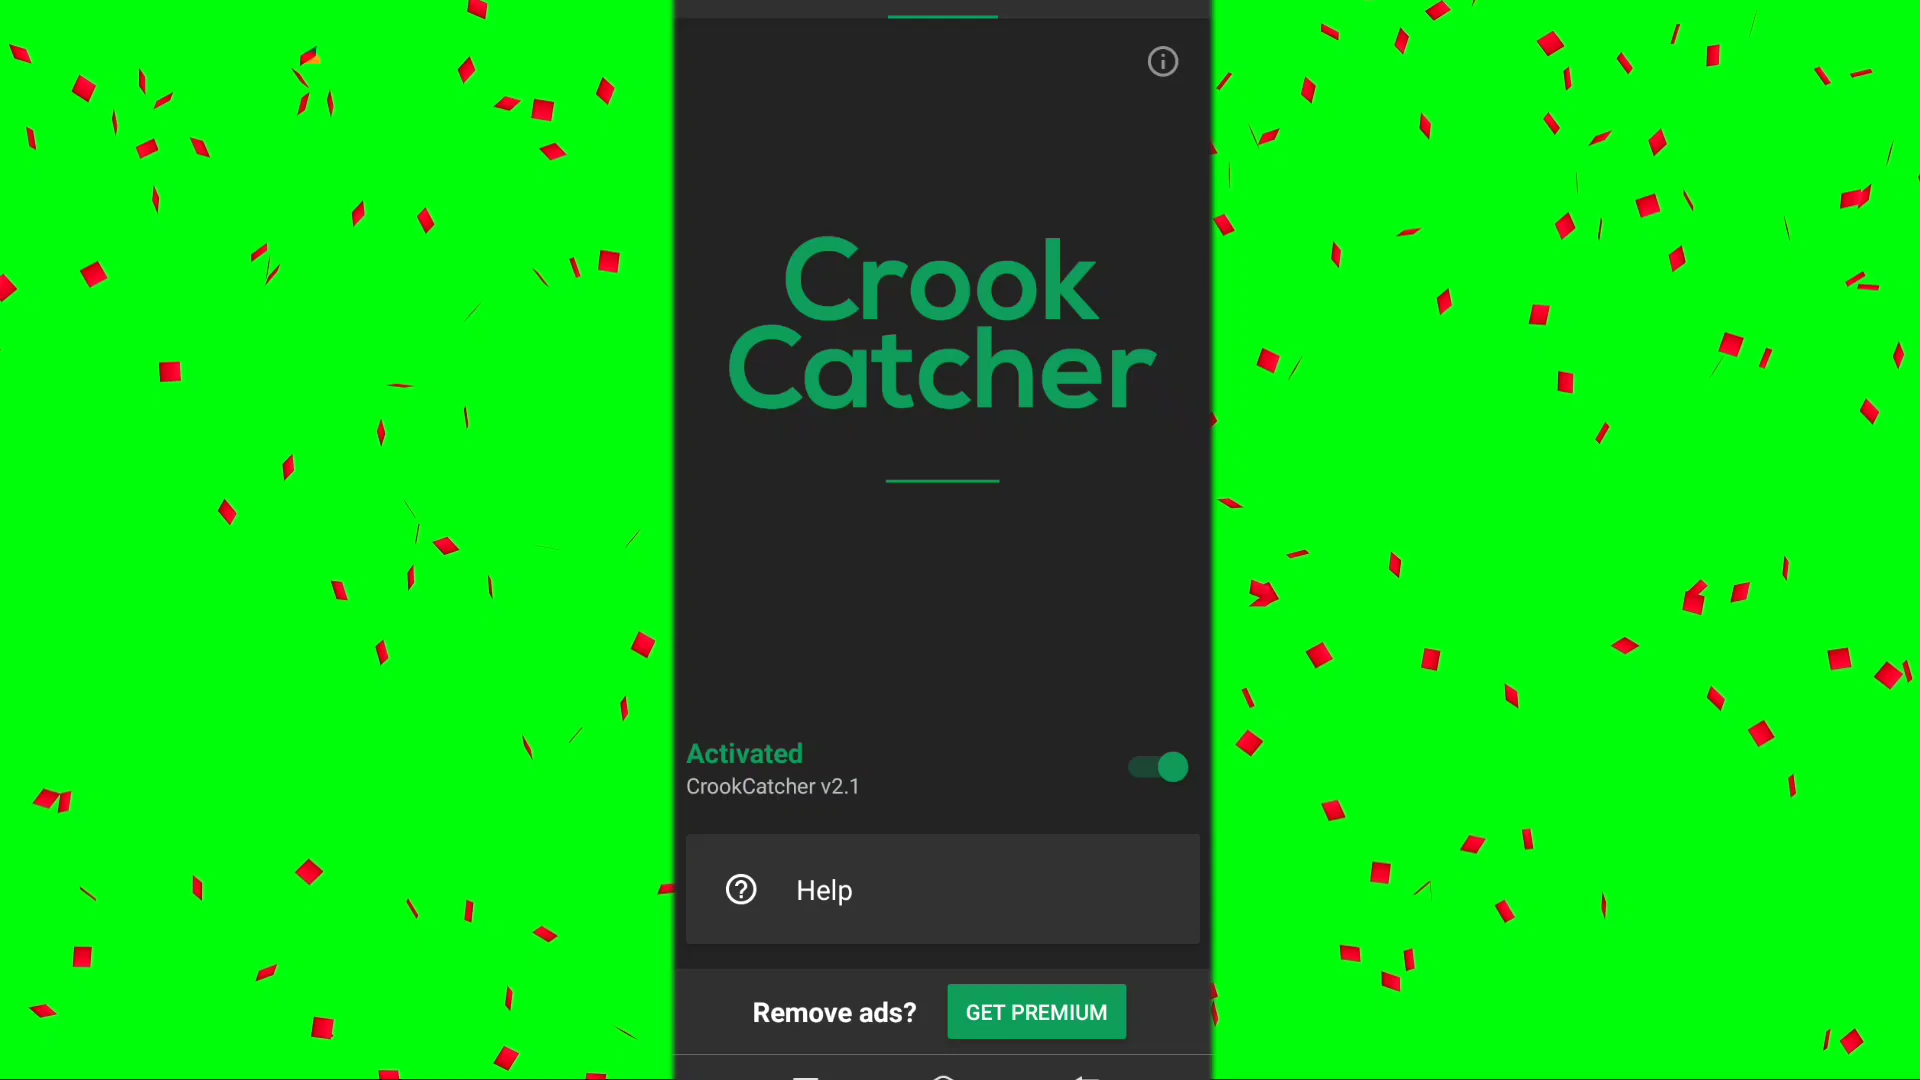 Crook
Catcher
Activated
CrookCatcher v2.1
Help
Remove ads? GET PREMIUM